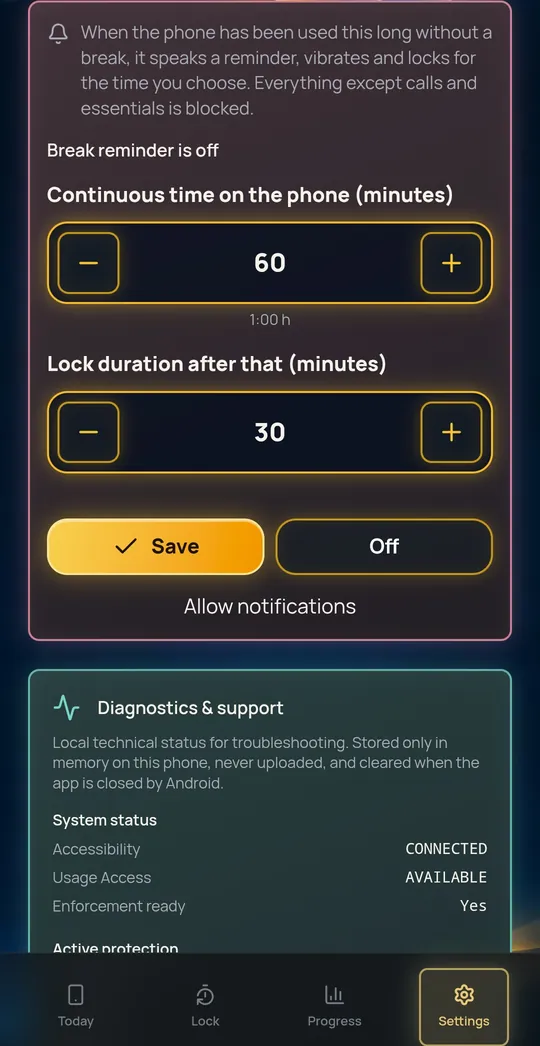 When the phone has been used this long without a
break, it speaks a reminder, vibrates and locks for
the time you choose. Everything except calls and
essentials is blocked.
Break reminder is off
Continuous time on the phone (minutes)
60
1:00 h
Lock duration after that (minutes)
30
Save
Off
Allow notifications
Diagnostics & support
Local technical status for troubleshooting. Stored only in
memory on this phone, never uploaded, and cleared when the
app is closed by Android.
System status
Accessibility CONNECTED
Usage Access AVAILABLE
Enforcement ready Yes
Active protection
Today
Lock
Progress
Settings